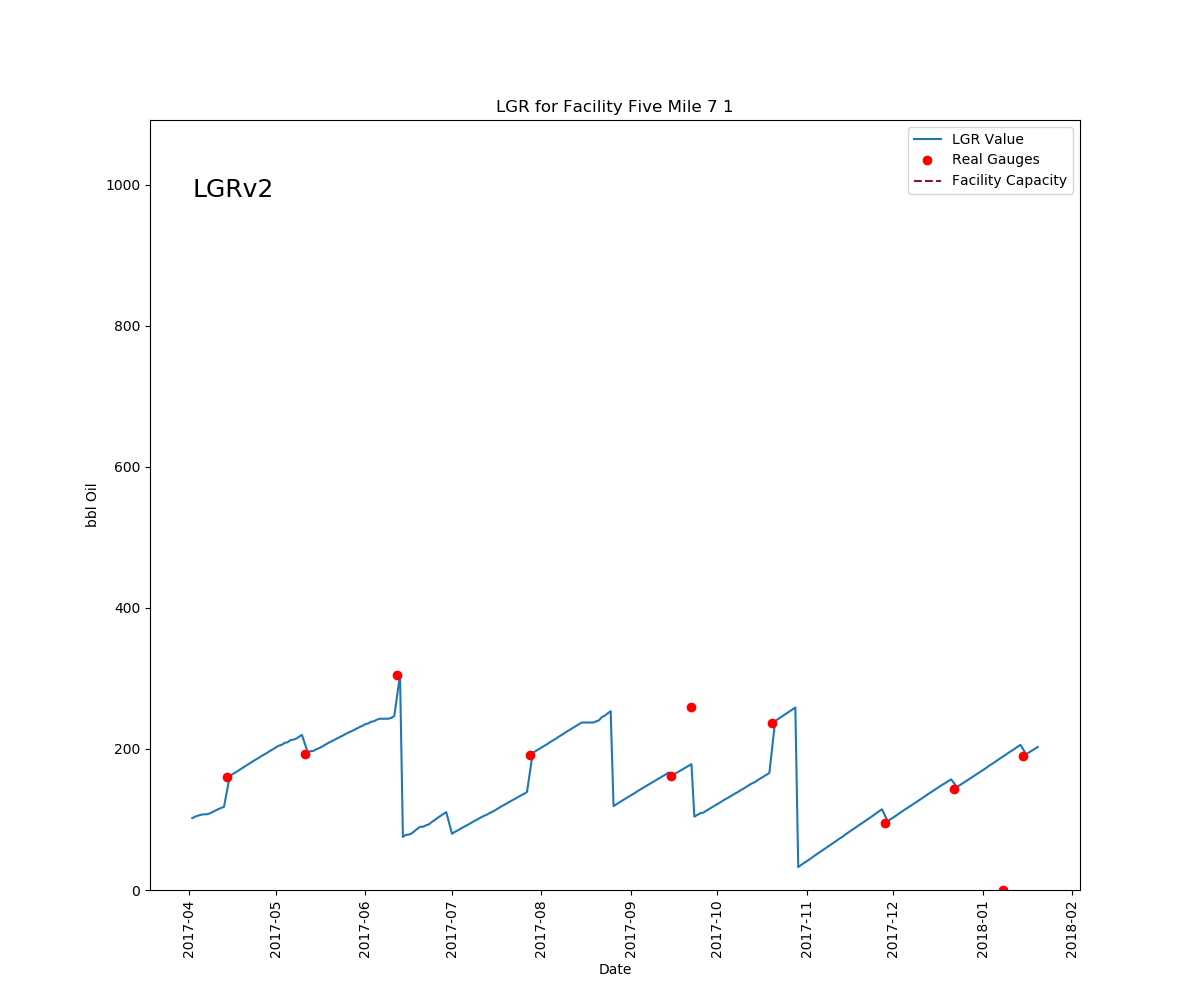 LGR for Facility Five Mile 7 1
LGR Value
Real Gauges
Facility Capacity
LGRv2
1000
800
600
400
200
0
bbl Oil
2017-04
2017-05
2017-06
2017-07
2017-08
2017-09
2017-10
2017-11
2017-12
2018-01
2018-02
Date